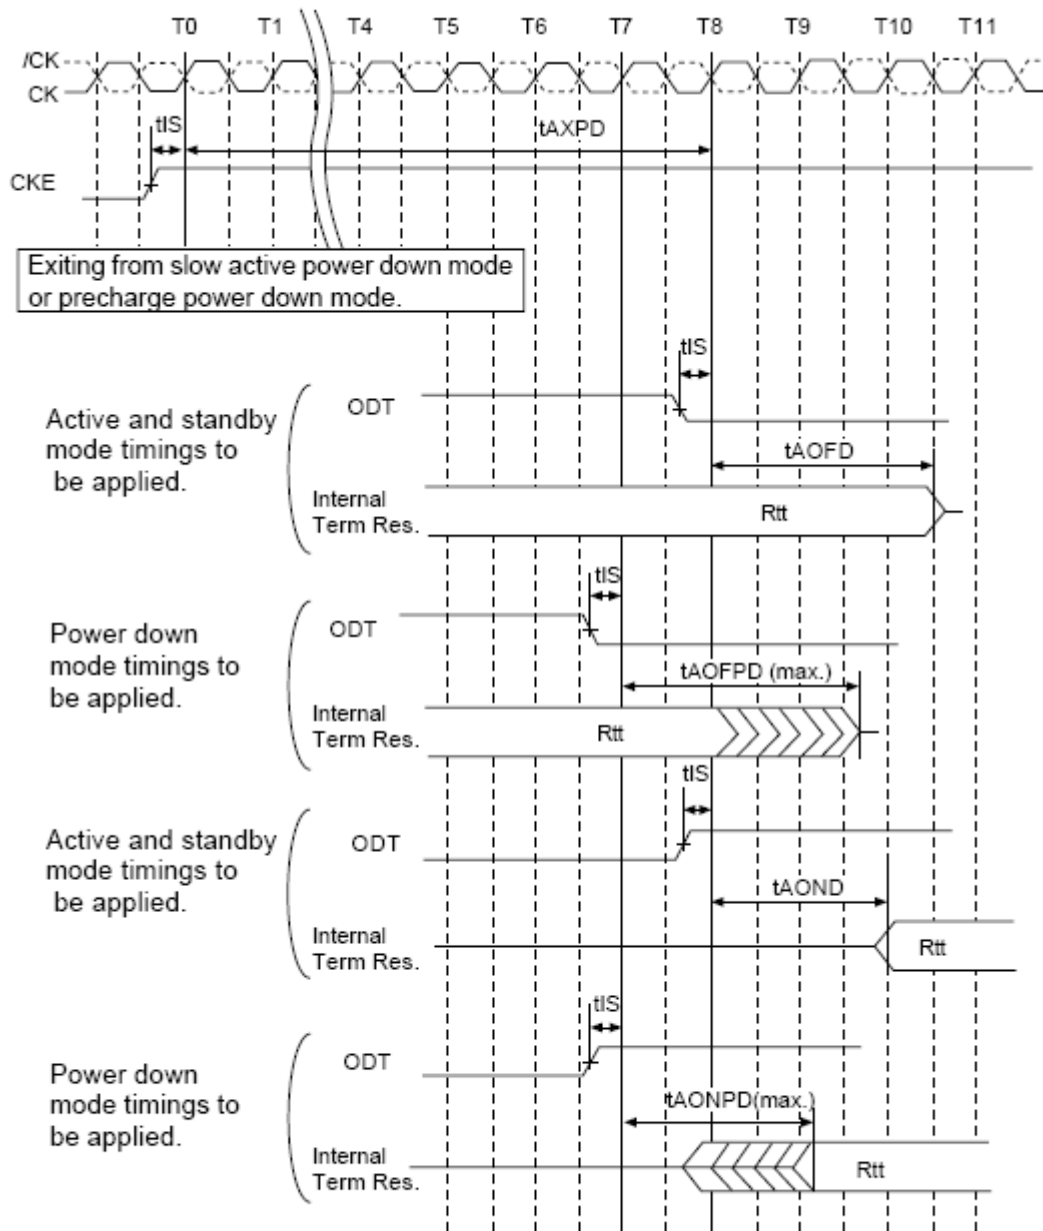 T0 T1 T4 T5 T6 T7 T8 T9 T10 T11
/CK
CK
tIS
tAXPD
CKE
Exiting from slow active power down mode
or precharge power down mode.
tIS
ODT
Active and standby
mode timings to
be applied.
tAOFD
Internal
Term Res.
Rtt
tIS
ODT
Power down
mode timings to
be applied.
tAOFPD (max.)
Internal
Term Res.
Rtt
tIS
ODT
Active and standby
mode timings to
be applied.
tAOND
Internal
Term Res.
Rtt
tIS
ODT
Power down
mode timings to
be applied.
tAONPD(max.)
Internal
Term Res.
Rtt